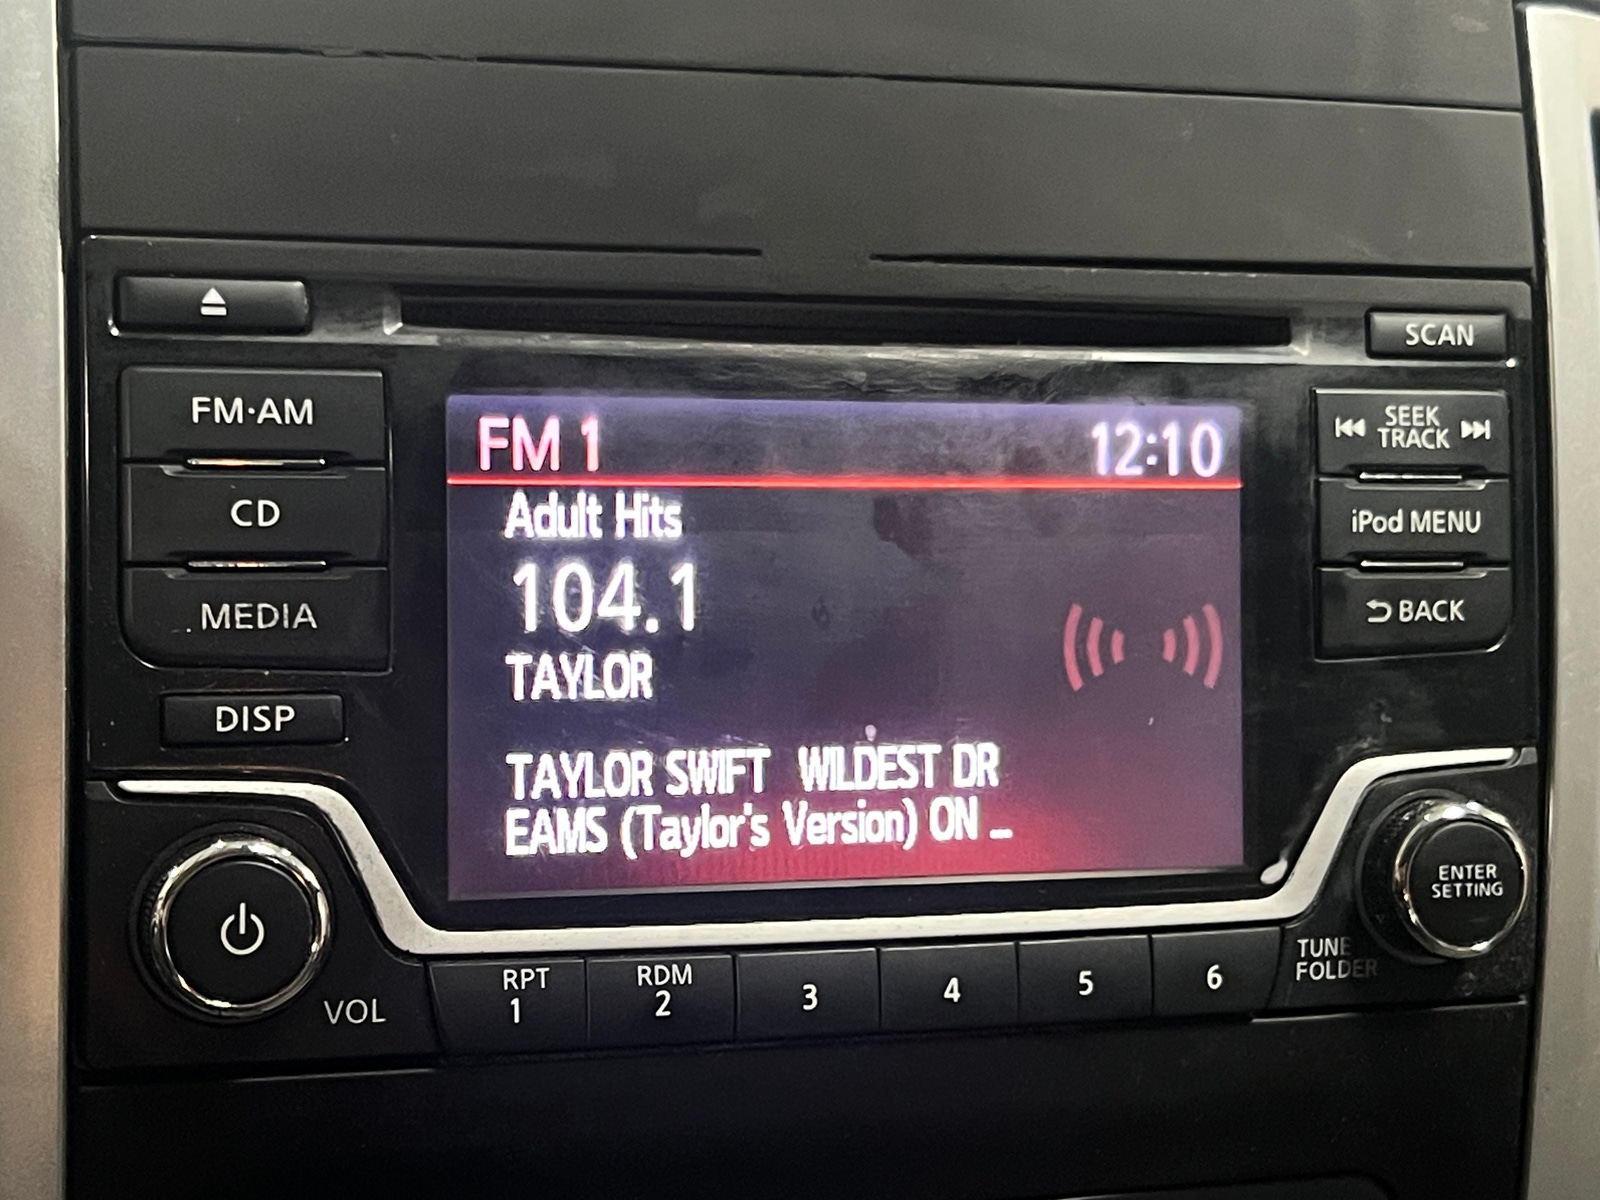 SCAN
FM·AM
CD
MEDIA
DISP
FM 1 12:10
Adult Hits
104.1
TAYLOR
TAYLOR SWIFT WILDEST DR
EAMS (Taylor's Version) ON ...
SEEK
TRACK
iPod MENU
BACK
VOL
RPT
1
RDM
2
3
4
5
6
TUNE
FOLDER
ENTER
SETTING